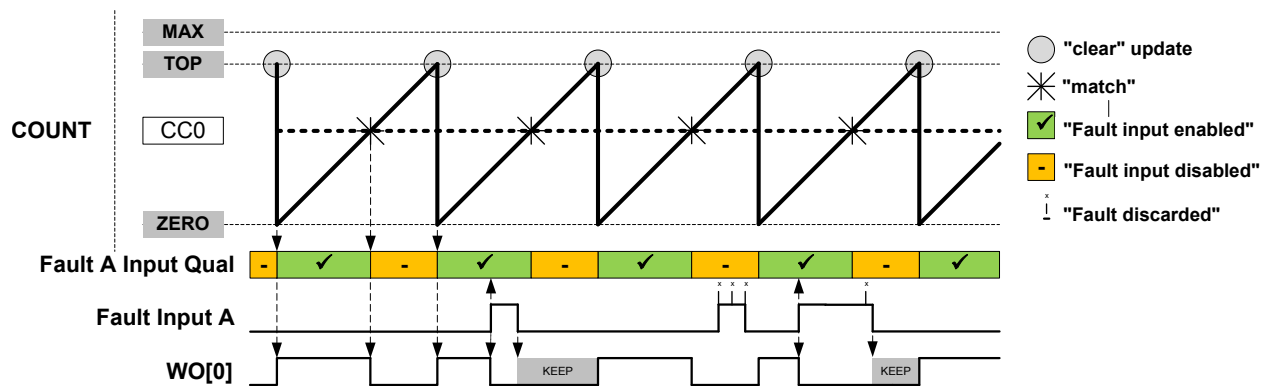 MAX
TOP
COUNT
CC0
ZERO
"clear" update
"match"
"Fault input enabled"
-
"Fault input disabled"
x
-
"Fault discarded"
Fault A Input Qual
- ✓ - ✓ - ✓ - ✓ - ✓
x x x x
Fault Input A
WO[0]
KEEP KEEP